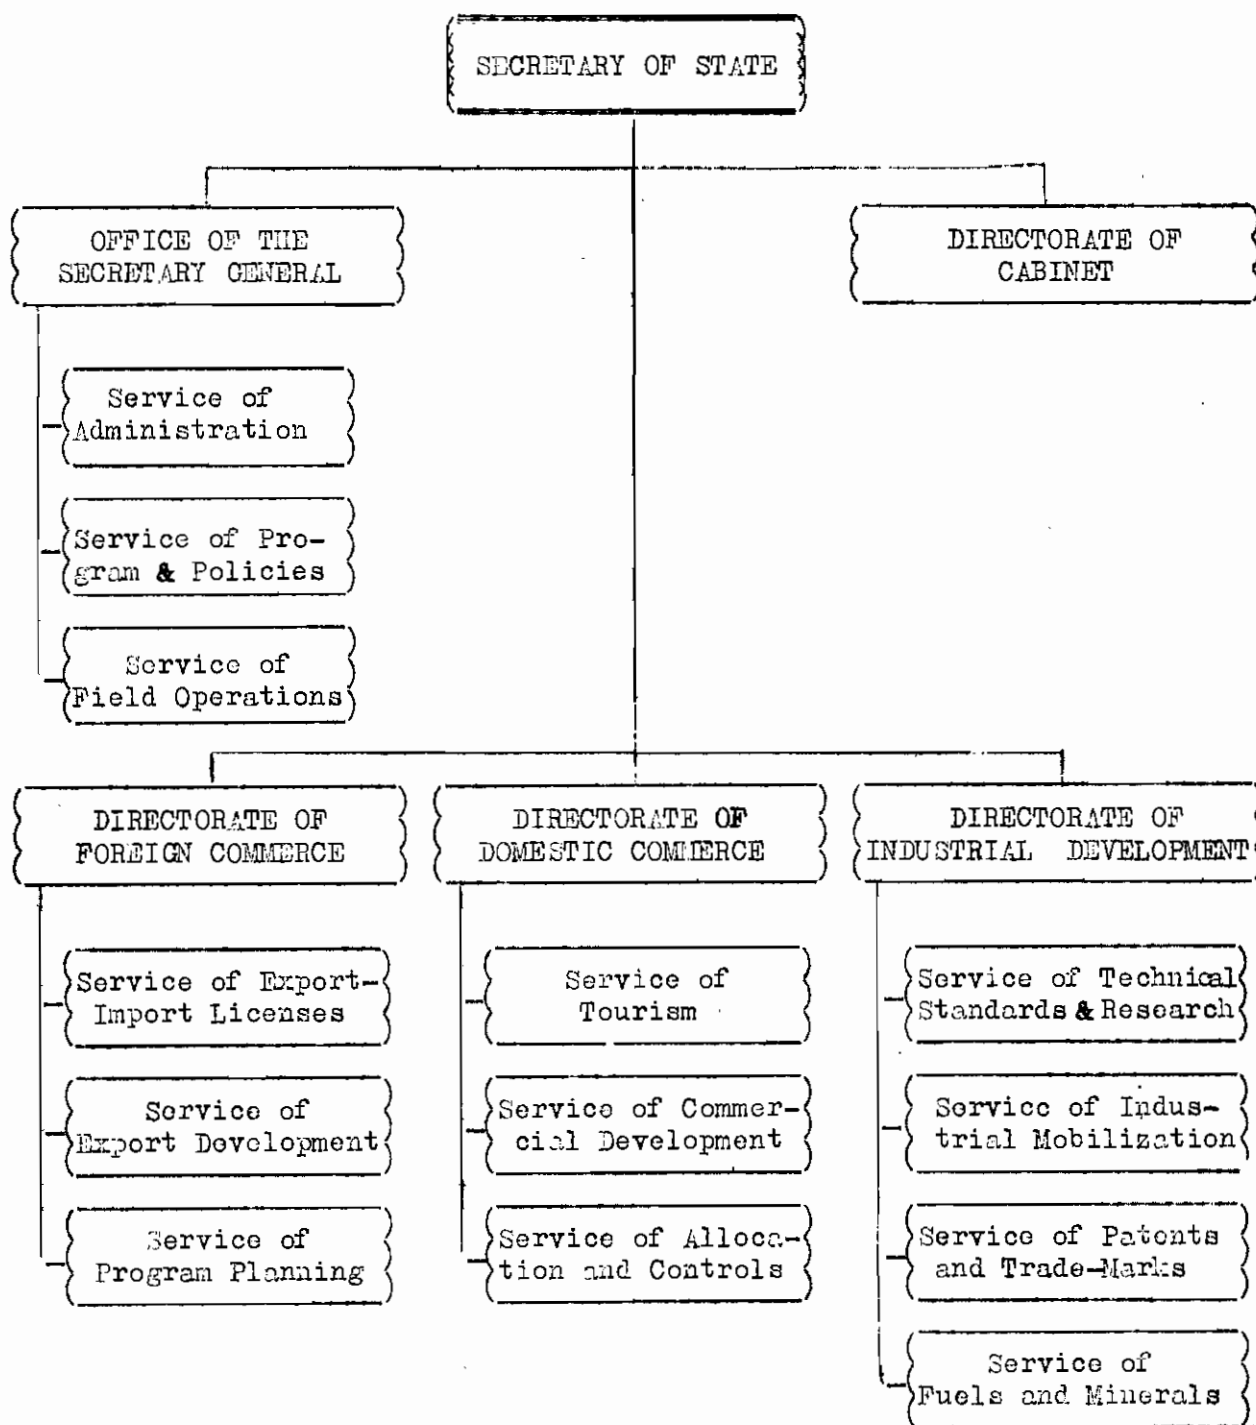 SECRETARY OF STATE
OFFICE OF THE
SECRETARY GENERAL
DIRECTORATE OF
CABINET
Service of
Administration
Service of Pro-
gram & Policies
Service of
Field Operations
DIRECTORATE OF
FOREIGN COMMERCE
DIRECTORATE OF
DOMESTIC COMMERCE
DIRECTORATE OF
INDUSTRIAL DEVELOPMENT
Service of Export-
Import Licenses
Service of
Export Development
Service of
Program Planning
Service of
Tourism
Service of Commer-
cial Development
Service of Alloca-
tion and Controls
Service of Technical
Standards & Research
Service of Indus-
trial Mobilization
Service of Patents
and Trade-Marks
Service of
Fuels and Minerals